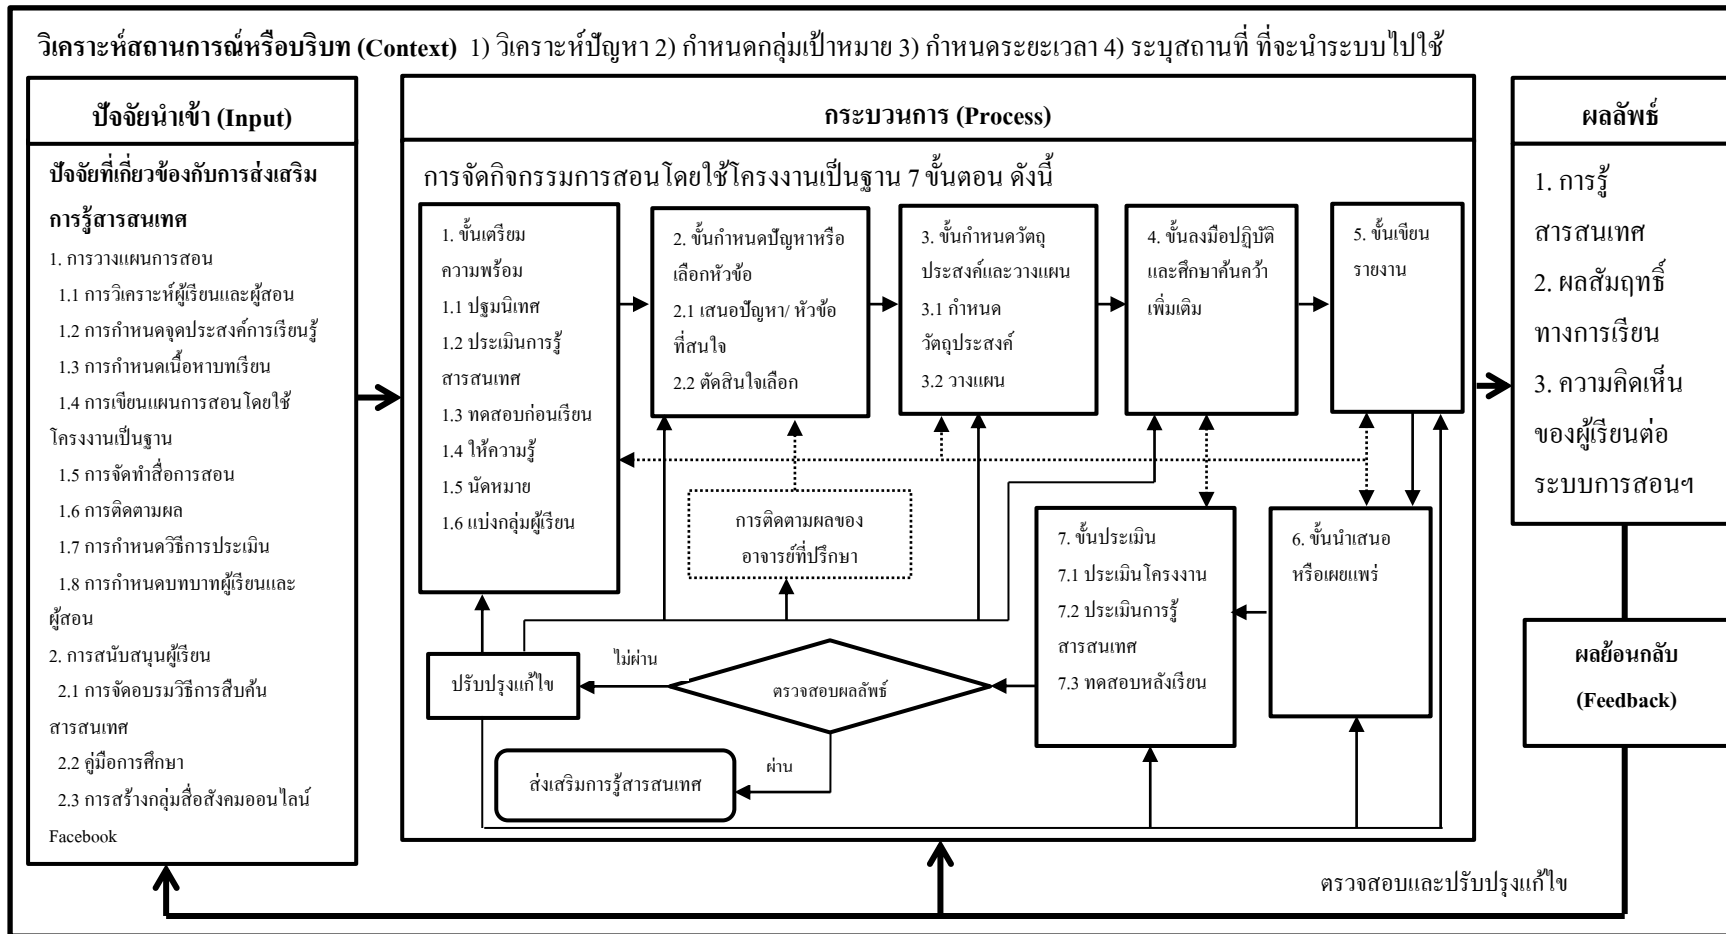 วิเคราะห์สถานการณ์หรือบริบท (Context) 1) วิเคราะห์ปัญหา 2) กำหนดกลุ่มเป้าหมาย 3) กำหนดระยะเวลา 4) ระบุสถานที่ ที่จะนำระบบไปใช้
ปัจจัยนำเข้า (Input)
ปัจจัยที่เกี่ยวข้องกับการส่งเสริม
การรู้สารสนเทศ
1. การวางแผนการสอน
1.1 การวิเคราะห์ผู้เรียนและผู้สอน
1.2 การกำหนดจุดประสงค์การเรียนรู้
1.3 การกำหนดเนื้อหาบทเรียน
1.4 การเขียนแผนการสอนโดยใช้
โครงงานเป็นฐาน
1.5 การจัดทำสื่อการสอน
1.6 การติดตามผล
1.7 การกำหนดวิธีการประเมิน
1.8 การกำหนดบทบาทผู้เรียนและ
ผู้สอน
2. การสนับสนุนผู้เรียน
2.1 การจัดอบรมวิธีการสืบค้น
สารสนเทศ
2.2 คู่มือการศึกษา
2.3 การสร้างกลุ่มสื่อสังคมออนไลน์
Facebook
กระบวนการ (Process)
การจัดกิจกรรมการสอนโดยใช้โครงงานเป็นฐาน 7 ขั้นตอน ดังนี้
1. ขั้นเตรียม
ความพร้อม
1.1 ปฐมนิเทศ
1.2 ประเมินการรู้
สารสนเทศ
1.3 ทดสอบก่อนเรียน
1.4 ให้ความรู้
1.5 นัดหมาย
1.6 แบ่งกลุ่มผู้เรียน
2. ขั้นกำหนดปัญหาหรือ
เลือกหัวข้อ
2.1 เสนอปัญหา/ หัวข้อ
ที่สนใจ
2.2 ตัดสินใจเลือก
3. ขั้นกำหนดวัตถุ
ประสงค์และวางแผน
3.1 กำหนด
วัตถุประสงค์
3.2 วางแผน
4. ขั้นลงมือปฏิบัติ
และศึกษาค้นคว้า
เพิ่มเติม
5. ขั้นเขียน
รายงาน
การติดตามผลของ
อาจารย์ที่ปรึกษา
7. ขั้นประเมิน
7.1 ประเมินโครงงาน
7.2 ประเมินการรู้
สารสนเทศ
7.3 ทดสอบหลังเรียน
6. ขั้นนำเสนอ
หรือเผยแพร่
ปรับปรุงแก้ไข
ไม่ผ่าน
ตรวจสอบผลลัพธ์
ผ่าน
ส่งเสริมการรู้สารสนเทศ
ผลลัพธ์
1. การรู้
สารสนเทศ
2. ผลสัมฤทธิ์
ทางการเรียน
3. ความคิดเห็น
ของผู้เรียนต่อ
ระบบการสอนฯ
ผลย้อนกลับ
(Feedback)
ตรวจสอบและปรับปรุงแก้ไข